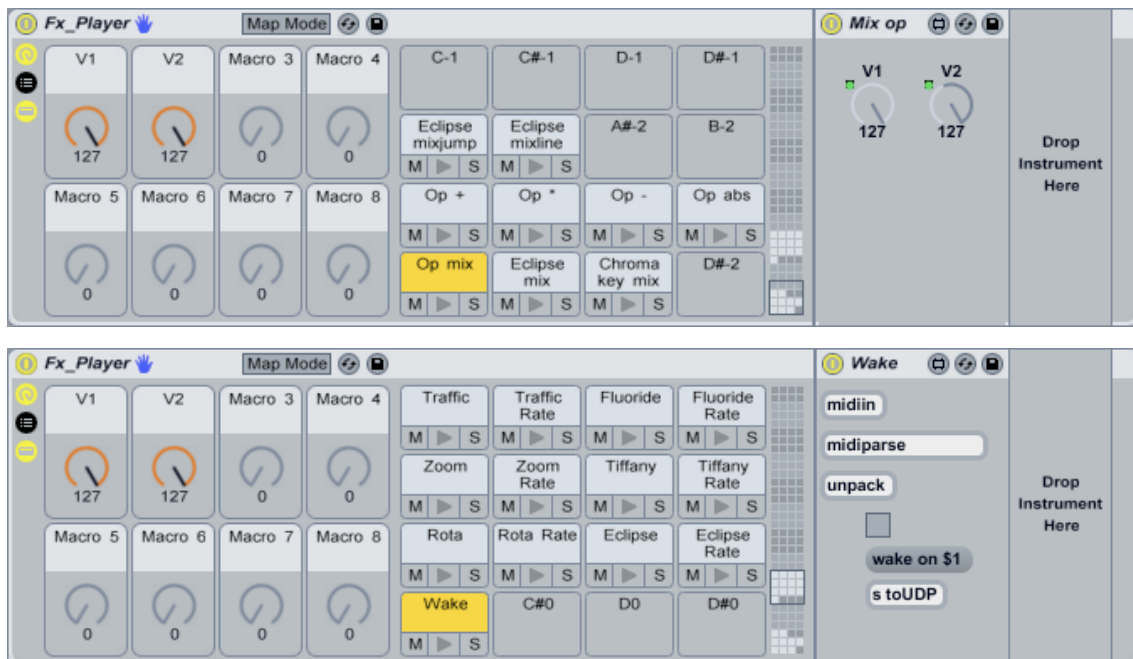 Fx_Player Map Mode
V1 V2 Macro 3 Macro 4
127 127 0 0
Macro 5 Macro 6 Macro 7 Macro 8
0 0 0 0
C-1 C#-1 D-1 D#-1
Eclipse mixjump Eclipse mixline A#-2 B-2
M S M S
Op + Op * Op - Op abs
M S M S M S M S
Op mix Eclipse mix Chroma key mix D#-2
M S M S M S
Mix op
V1 V2
127 127
Drop
Instrument
Here
Fx_Player Map Mode
V1 V2 Macro 3 Macro 4
127 127 0 0
Macro 5 Macro 6 Macro 7 Macro 8
0 0 0 0
Traffic Traffic Rate Fluoride Fluoride Rate
M S M S M S M S
Zoom Zoom Rate Tiffany Tiffany Rate
M S M S M S M S
Rota Rota Rate Eclipse Eclipse Rate
M S M S M S M S
Wake C#0 D0 D#0
M S
Wake
midiin
midiparse
unpack
wake on $1
s toUDP
Drop
Instrument
Here